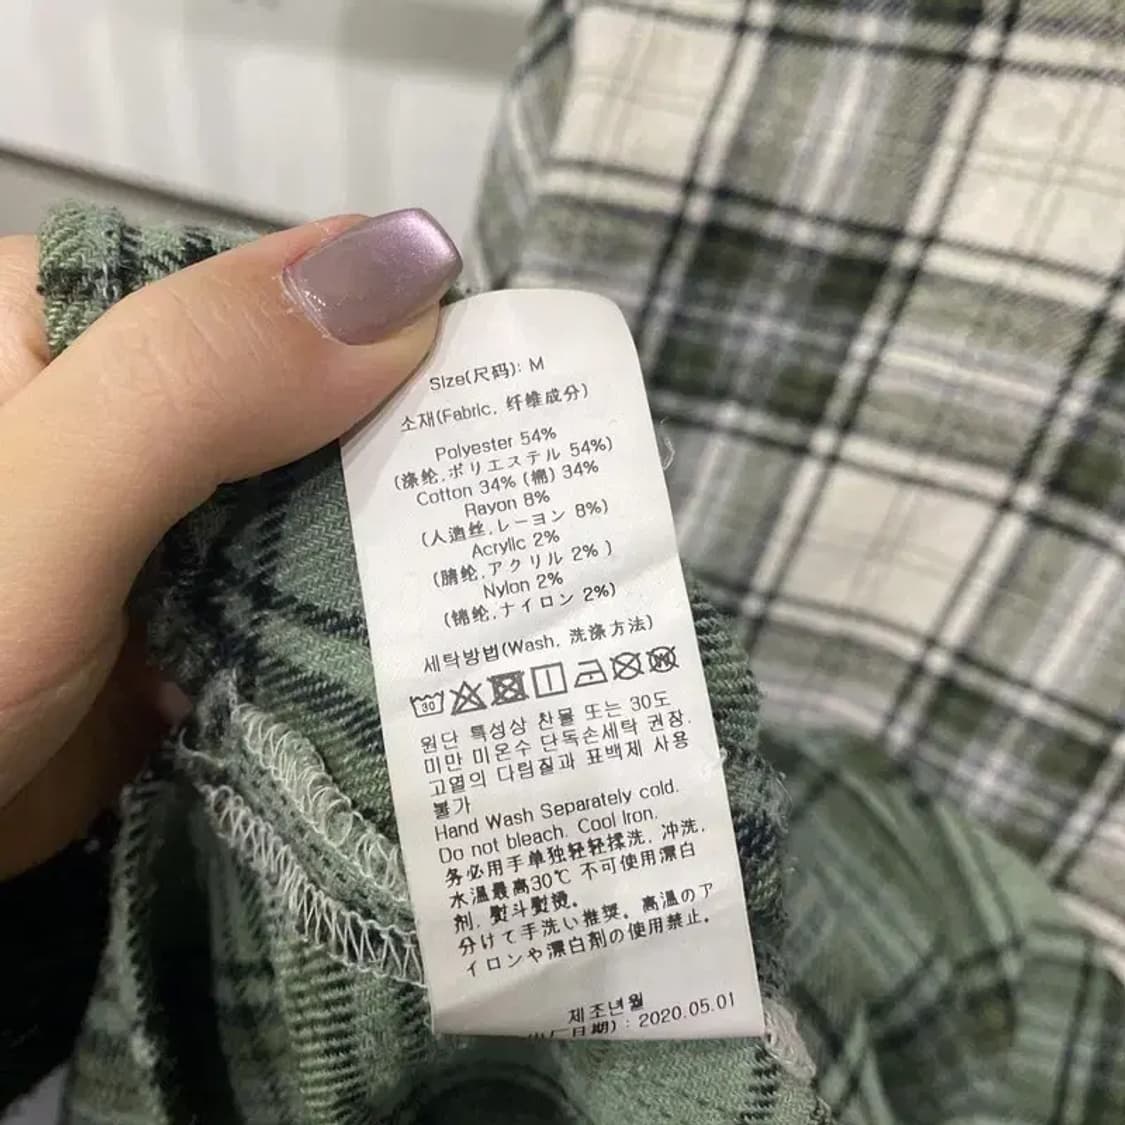 Size(尺码): M
소재(Fabric, 纤维成分)
Polyester 54%
(涤纶,ポリエステル 54%)
Cotton 34% (棉) 34%
Rayon 8%
(人造丝,レーヨン 8%)
Acrylic 2%
(腈纶,アクリル 2% )
Nylon 2%
(锦纶,ナイロン 2%)
세탁방법(Wash, 洗涤方法)
30
원단 특성상 찬물 또는 30도
미만 미온수 단독손세탁 권장.
고열의 다림질과 표백제 사용
불가
Hand Wash Separately cold.
Do not bleach. Cool Iron.
务必用手单独轻轻揉洗, 冲洗,
水温最高30℃ 不可使用漂白
剂, 熨斗熨烫。
分けて手洗い推奨。高温のア
イロンや漂白剤の使用禁止。
제조년월
日期) : 2020.05.01